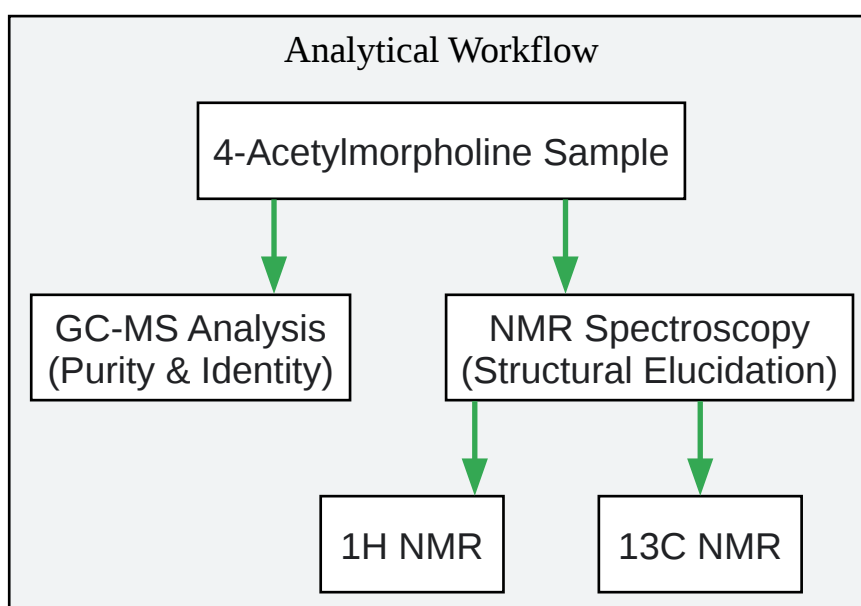 Analytical Workflow
4-Acetylmorpholine Sample
GC-MS Analysis
(Purity & Identity)
NMR Spectroscopy
(Structural Elucidation)
1H NMR
13C NMR